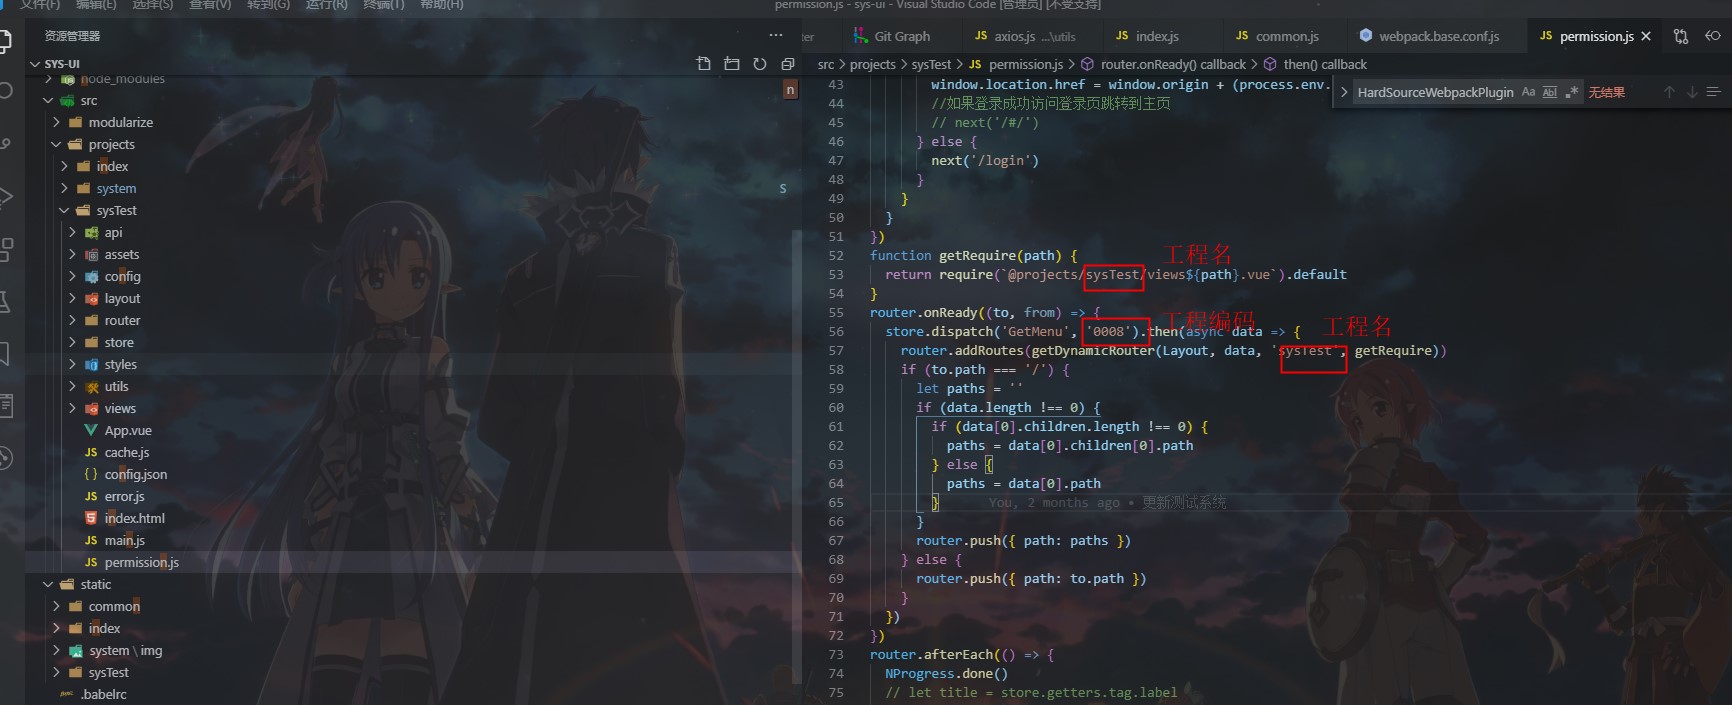 文件(F) 编辑(E) 选择(S) 查看(V) 转到(G) 运行(R) 终端(T) 帮助(H)
permission.js - sys-ui - Visual Studio Code [管理员] [不受支持]
资源管理器
SYS-UI
node_modules
src
modularize
projects
index
system
S
sysTest
api
assets
config
layout
router
store
styles
utils
views
App.vue
cache.js
config.json
error.js
index.html
main.js
permission.js
static
common
index
system \ img
sysTest
.babelrc
Git Graph
JS axios.js ...\utils
JS index.js
JS common.js
webpack.base.conf.js
JS permission.js
src > projects > sysTest > JS permission.js > router.onReady() callback > then() callback
HardSourceWebpackPlugin Aa Abl .* 无结果
43 window.location.href = window.origin + (process.env.
44 //如果登录成功访问登录页跳转到主页
45 // next('/#/')
46 } else {
47 next('/login')
48 }
49 }
50 }
51 })
52 function getRequire(path) {
工程名
53 return require(`@projects/sysTest/views${path}.vue`).default
54 }
55 router.onReady((to, from) => {
工程编码 工程名
56 store.dispatch('GetMenu', '0008').then(async data => {
57 router.addRoutes(getDynamicRouter(Layout, data, 'sysTest', getRequire))
58 if (to.path === '/') {
59 let paths = ''
60 if (data.length !== 0) {
61 if (data[0].children.length !== 0) {
62 paths = data[0].children[0].path
63 } else {
64 paths = data[0].path
65 } You, 2 months ago • 更新测试系统
66 }
67 router.push({ path: paths })
68 } else {
69 router.push({ path: to.path })
70 }
71 })
72 })
73 router.afterEach(() => {
74 NProgress.done()
75 // let title = store.getters.tag.label